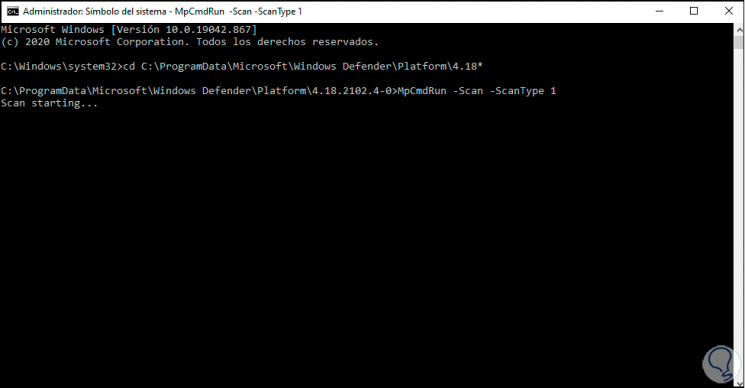 Administrador: Símbolo del sistema - MpCmdRun -Scan -ScanType 1
Microsoft Windows [Versión 10.0.19042.867]
(c) 2020 Microsoft Corporation. Todos los derechos reservados.
C:\Windows\system32>cd C:\ProgramData\Microsoft\Windows Defender\Platform\4.18*
C:\ProgramData\Microsoft\Windows Defender\Platform\4.18.2102.4-0>MpCmdRun -Scan -ScanType 1
Scan starting...